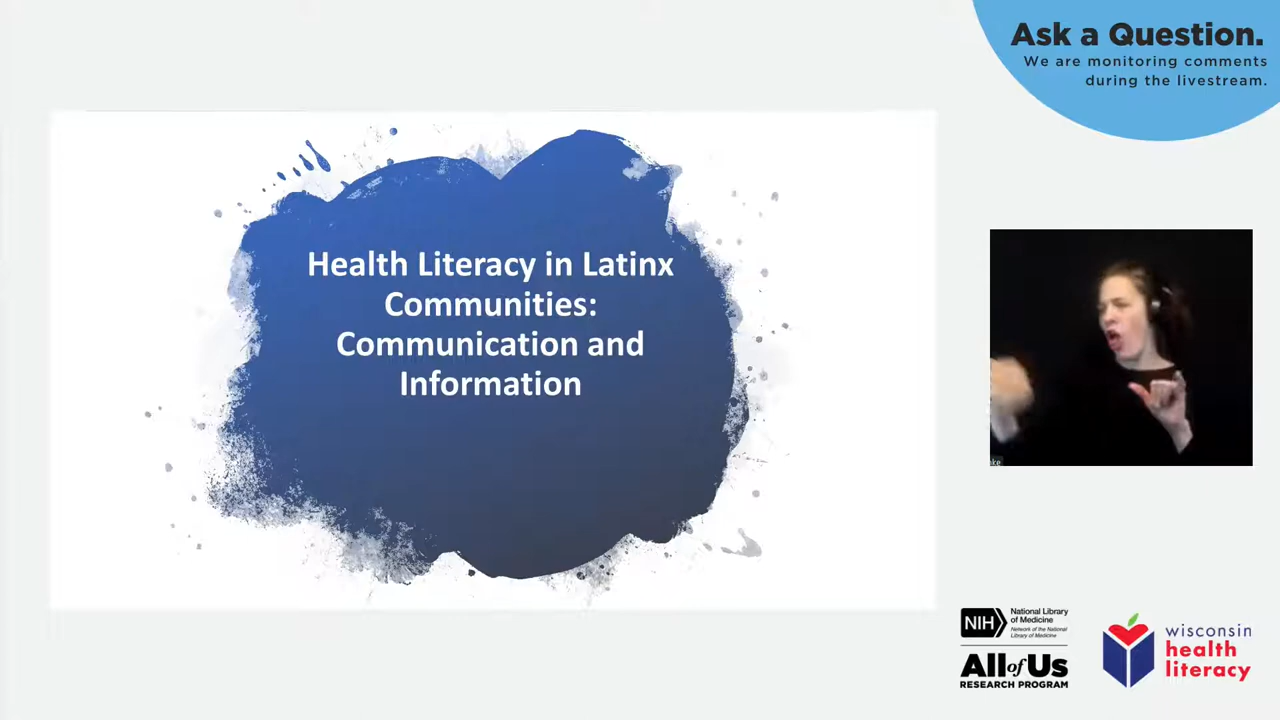 Ask a Question.
We are monitoring comments
during the livestream.
Health Literacy in Latinx
Communities:
Communication and
Information
NIH
National Library
of Medicine
Network of the National
Library of Medicine
All of Us
RESEARCH PROGRAM
wisconsin
health
literacy